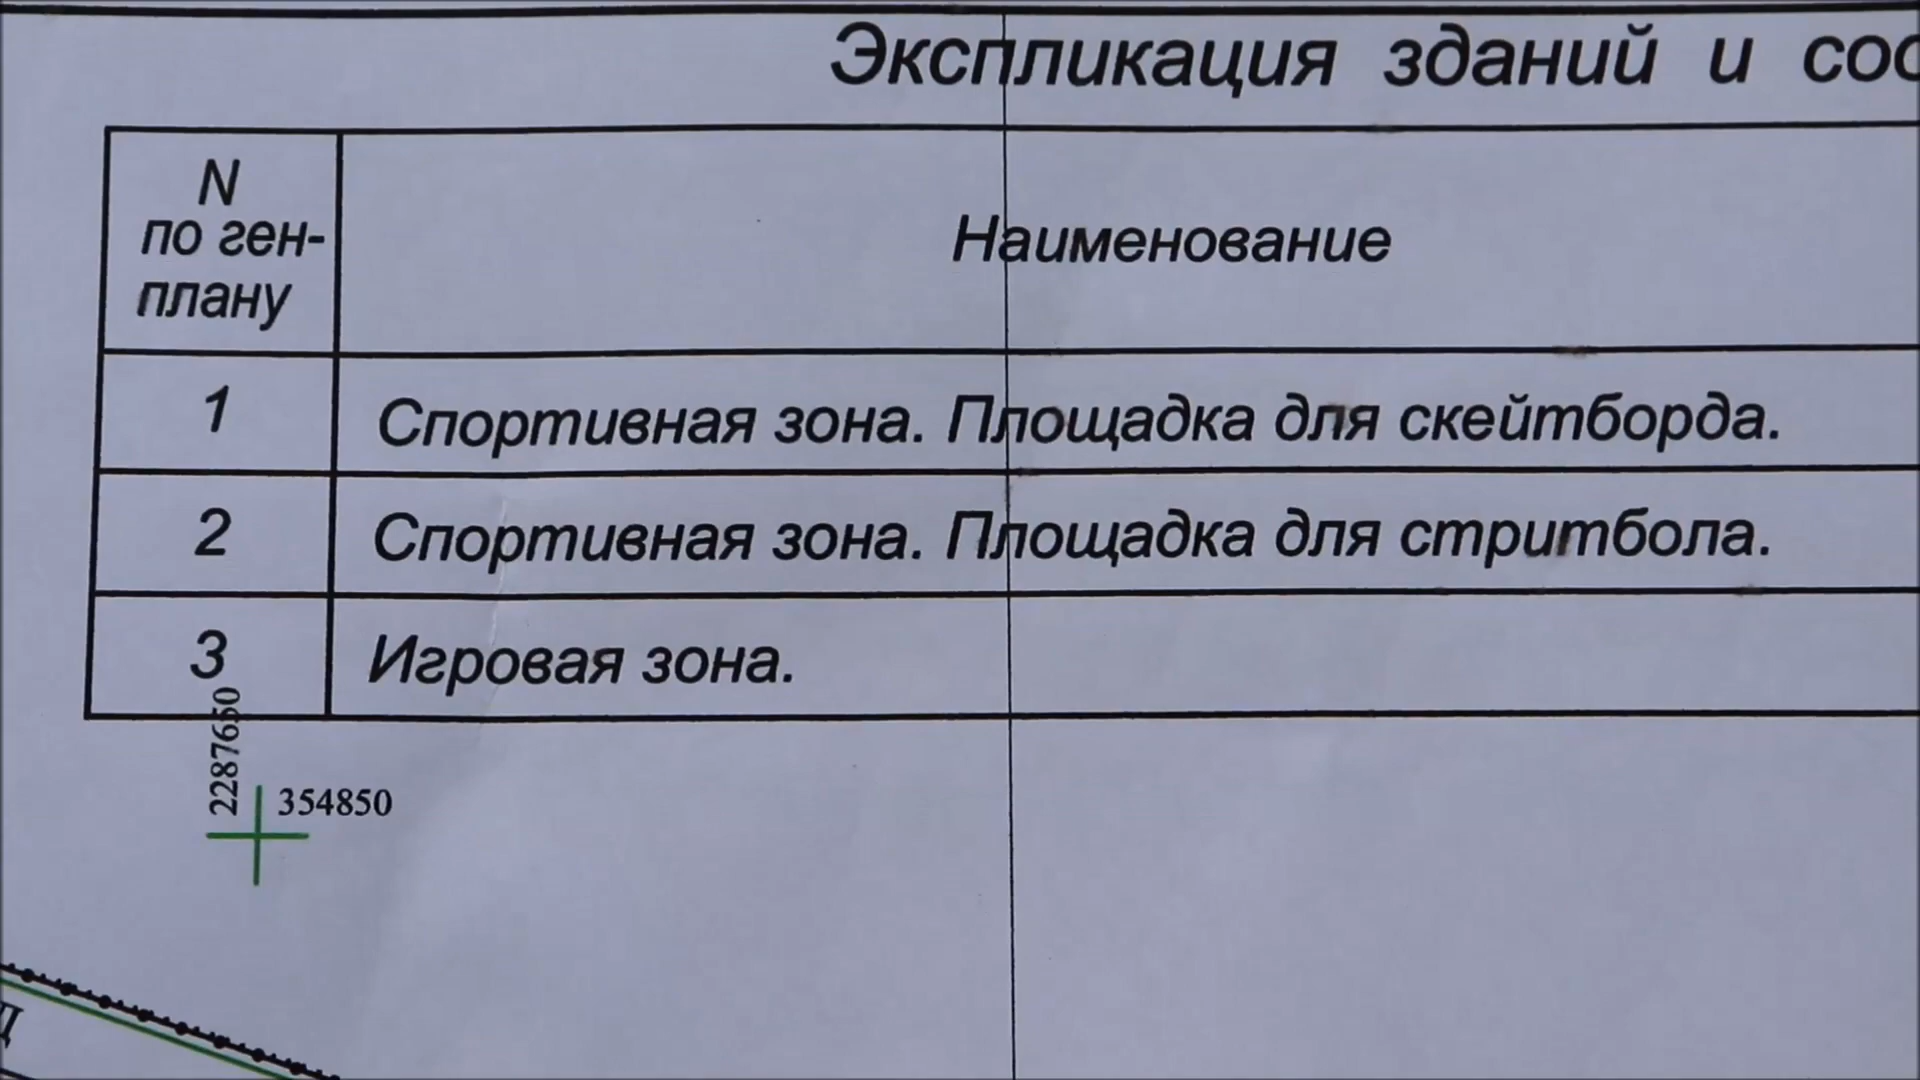 Экспликация зданий и соо
N
по ген-
плану
Наименование
1
Спортивная зона. Площадка для скейтборда.
2
Спортивная зона. Площадка для стритбола.
3
Игровая зона.
2287650
354850